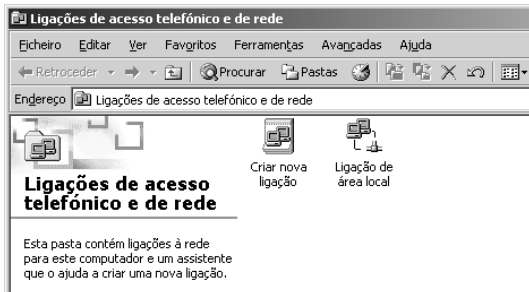 Ligações de acesso telefónico e de rede
Ficheiro Editar Ver Favoritos Ferramentas Avançadas Ajuda
Retroceder Procurar Pastas
Endereço Ligações de acesso telefónico e de rede
Ligações de acesso
telefónico e de rede
Esta pasta contém ligações à rede
para este computador e um assistente
que o ajuda a criar uma nova ligação.
Criar nova
ligação
Ligação de
área local